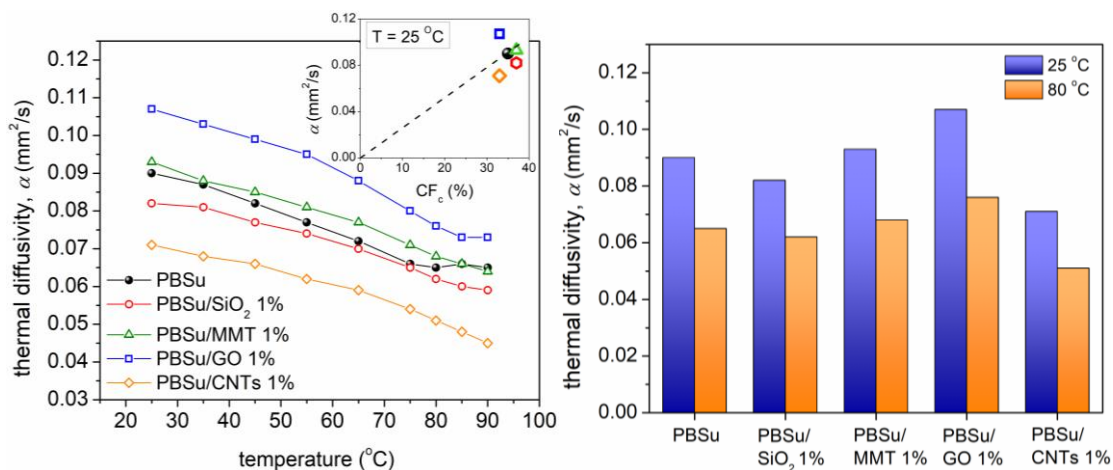 thermal diffusivity, α (mm²/s)
0.12
0.11
0.10
0.09
0.08
0.07
0.06
0.05
0.04
0.03
20 30 40 50 60 70 80 90 100
temperature (°C)
PBSu
PBSu/SiO₂ 1%
PBSu/MMT 1%
PBSu/GO 1%
PBSu/CNTs 1%
T = 25 °C
α (mm²/s)
0.12
0.08
0.04
0.00
0 10 20 30 40
CF_c (%)
thermal diffusivity, α (mm²/s)
0.12
0.10
0.08
0.06
0.04
0.02
0.00
25 °C
80 °C
PBSu PBSu/ PBSu/ PBSu/ PBSu/
SiO₂ 1% MMT 1% GO 1% CNTs 1%